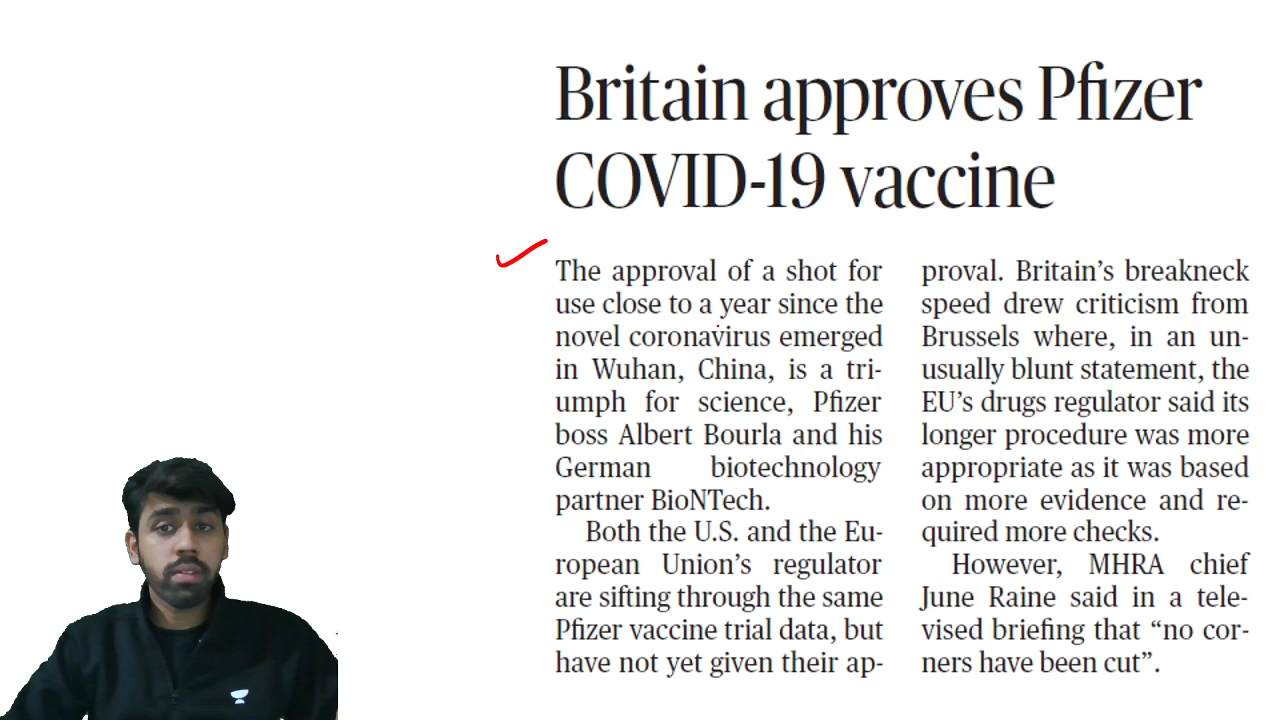 Britain approves Pfizer
COVID-19 vaccine
The approval of a shot for
use close to a year since the
novel coronavirus emerged
in Wuhan, China, is a tri-
umph for science, Pfizer
boss Albert Bourla and his
German biotechnology
partner BioNTech.
Both the U.S. and the Eu-
ropean Union’s regulator
are sifting through the same
Pfizer vaccine trial data, but
have not yet given their ap-
proval. Britain’s breakneck
speed drew criticism from
Brussels where, in an un-
usually blunt statement, the
EU’s drugs regulator said its
longer procedure was more
appropriate as it was based
on more evidence and re-
quired more checks.
However, MHRA chief
June Raine said in a tele-
vised briefing that “no cor-
ners have been cut”.